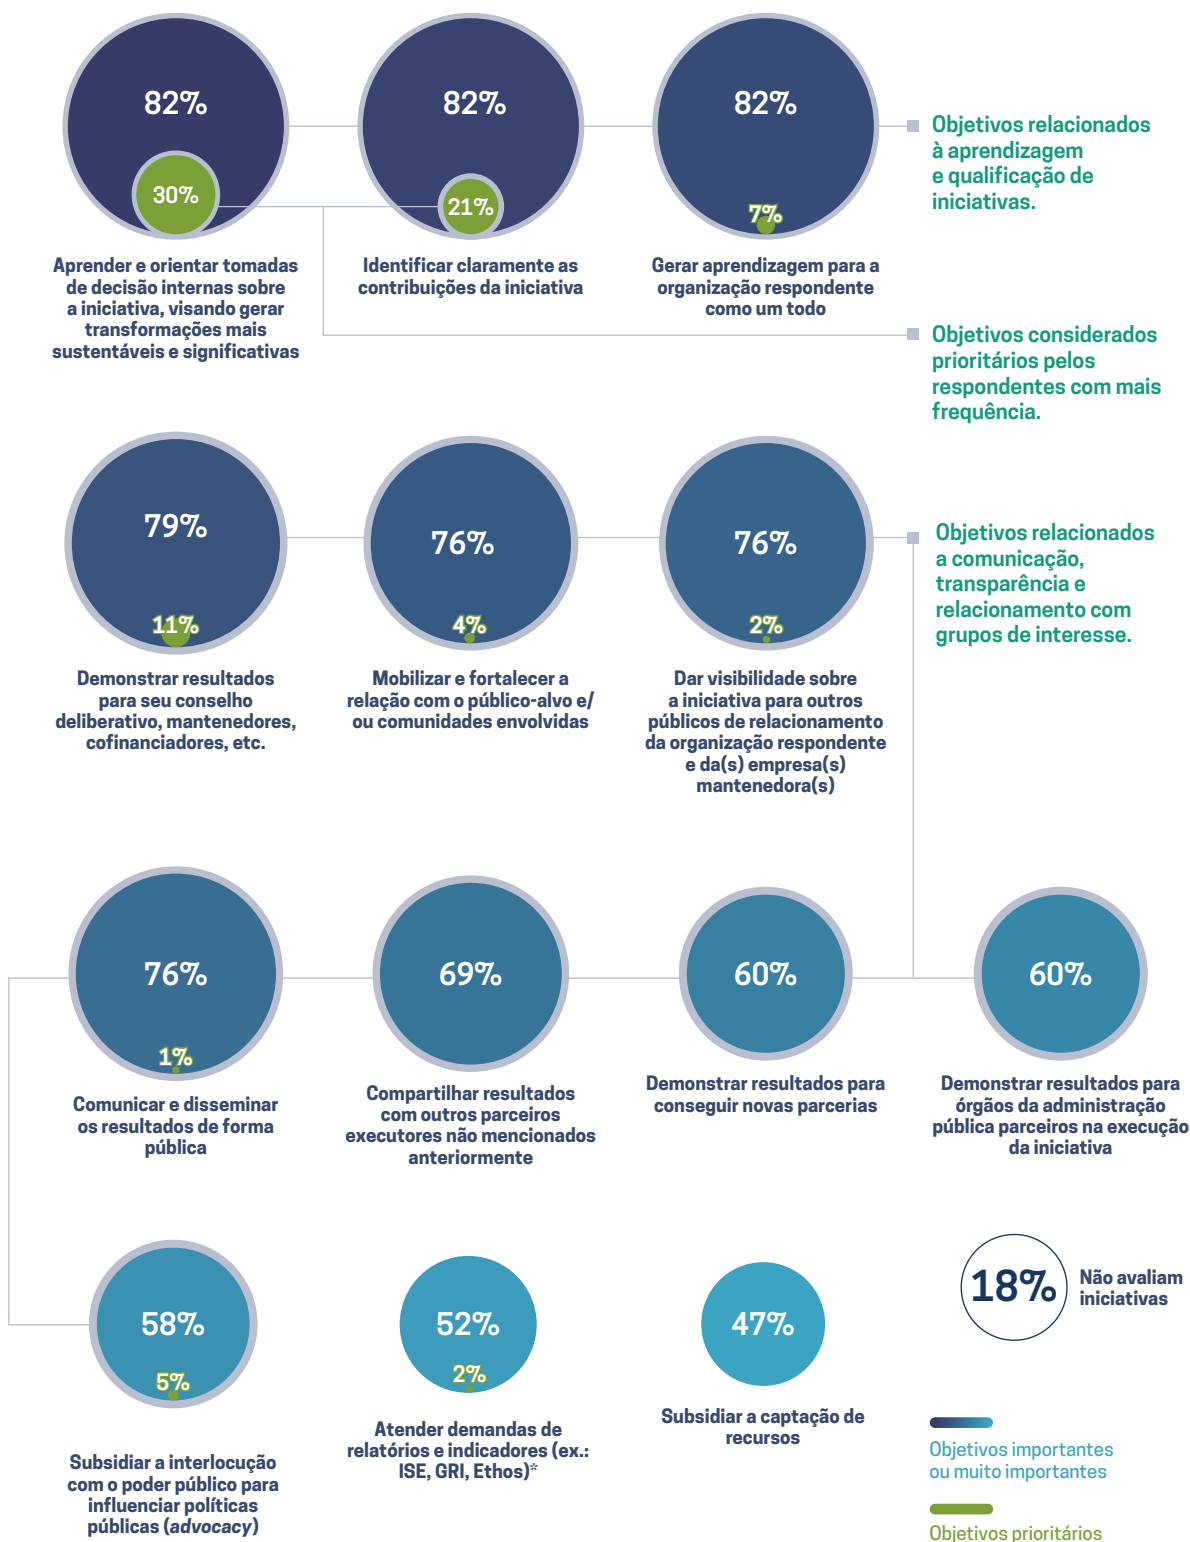 82%
82%
82%
30%
21%
7%
Objetivos relacionados
à aprendizagem
e qualificação de
iniciativas.
Aprender e orientar tomadas
de decisão internas sobre
a iniciativa, visando gerar
transformações mais
sustentáveis e significativas
Identificar claramente as
contribuições da iniciativa
Gerar aprendizagem para a
organização respondente
como um todo
Objetivos considerados
prioritários pelos
respondentes com mais
frequência.
79%
76%
76%
11%
4%
2%
Objetivos relacionados
a comunicação,
transparência e
relacionamento com
grupos de interesse.
Demonstrar resultados
para seu conselho
deliberativo, mantenedores,
cofinanciadores, etc.
Mobilizar e fortalecer a
relação com o público-alvo e/
ou comunidades envolvidas
Dar visibilidade sobre
a iniciativa para outros
públicos de relacionamento
da organização respondente
e da(s) empresa(s)
mantenedora(s)
76%
69%
60%
60%
1%
Comunicar e disseminar
os resultados de forma
pública
Compartilhar resultados
com outros parceiros
executores não mencionados
anteriormente
Demonstrar resultados para
conseguir novas parcerias
Demonstrar resultados para
órgãos da administração
pública parceiros na execução
da iniciativa
58%
52%
47%
5%
2%
18%
Não avaliam
iniciativas
Subsidiar a interlocução
com o poder público para
influenciar políticas
públicas (advocacy)
Atender demandas de
relatórios e indicadores (ex.:
ISE, GRI, Ethos)*
Subsidiar a captação de
recursos
Objetivos importantes
ou muito importantes
Objetivos prioritários